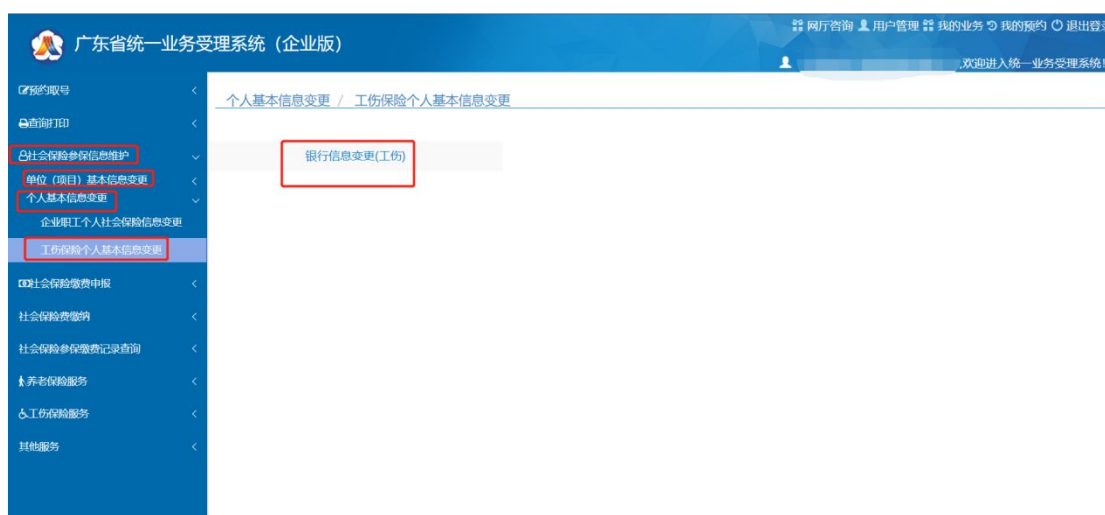 网厅咨询 用户管理 我的业务 我的预约 退出登录
广东省统一业务受理系统（企业版）
,欢迎进入统一业务受理系统!
预约取号
查询打印
社会保险参保信息维护
单位（项目）基本信息变更
个人基本信息变更
企业职工个人社会保险信息变更
工伤保险个人基本信息变更
社会保险缴费申报
社会保险费缴纳
社会保险参保缴费记录查询
养老保险服务
工伤保险服务
其他服务
个人基本信息变更 / 工伤保险个人基本信息变更
银行信息变更(工伤)